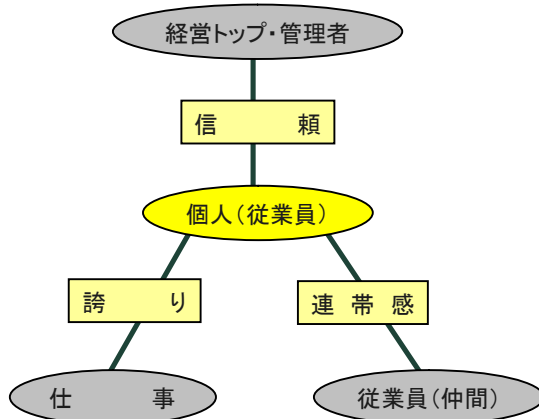 経営トップ・管理者
信　頼
個人（従業員）
誇　り
連 帯 感
仕　事
従業員（仲間）